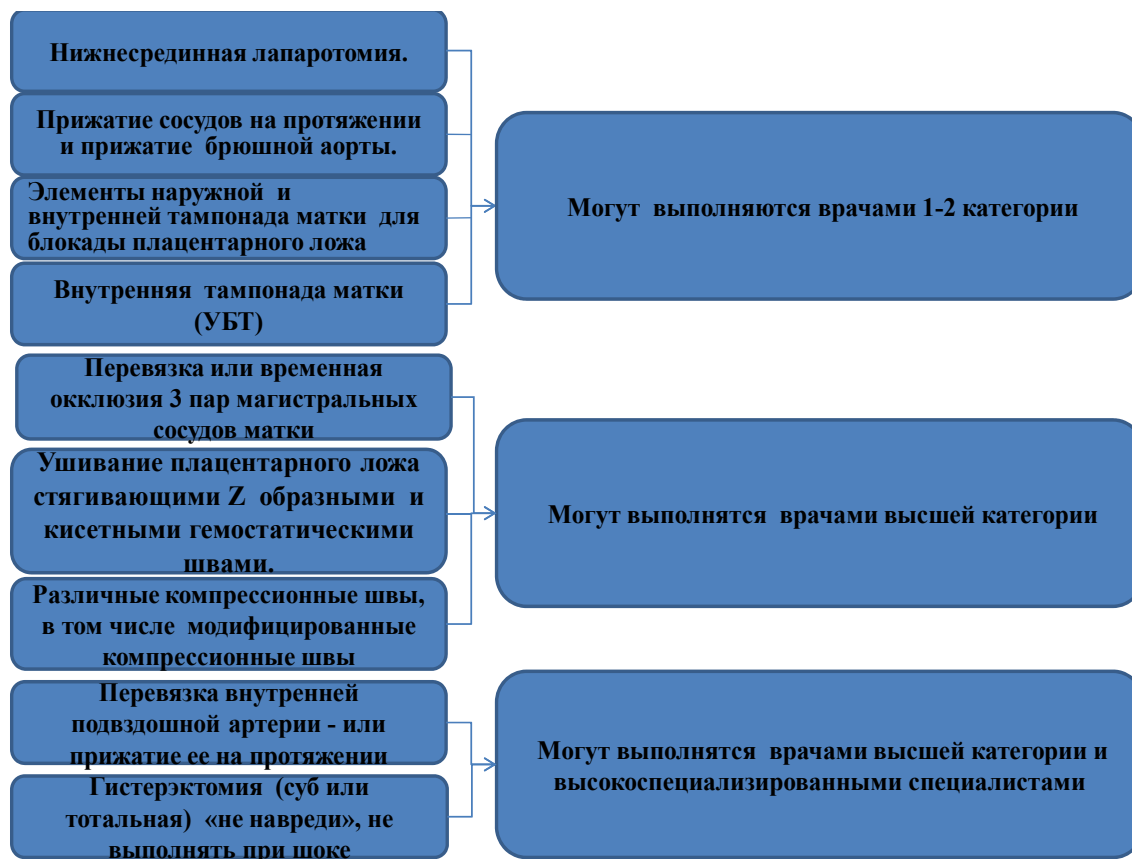 Нижнесрединная лапаротомия.
Прижатие сосудов на протяжении
и прижатие брюшной аорты.
Элементы наружной и
внутренней тампонада матки для
блокады плацентарного ложа
Внутренняя тампонада матки
(УБТ)
Могут выполняются врачами 1-2 категории
Перевязка или временная
окклюзия 3 пар магистральных
сосудов матки
Ушивание плацентарного ложа
стягивающими Z образными и
кисетными гемостатическими
швами.
Различные компрессионные швы,
в том числе модифицированные
компрессионные швы
Могут выполнятся врачами высшей категории
Перевязка внутренней
подвздошной артерии - или
прижатие ее на протяжении
Гистерэктомия (суб или
тотальная) «не навреди», не
выполнять при шоке
Могут выполнятся врачами высшей категории и
высокоспециализированными специалистами